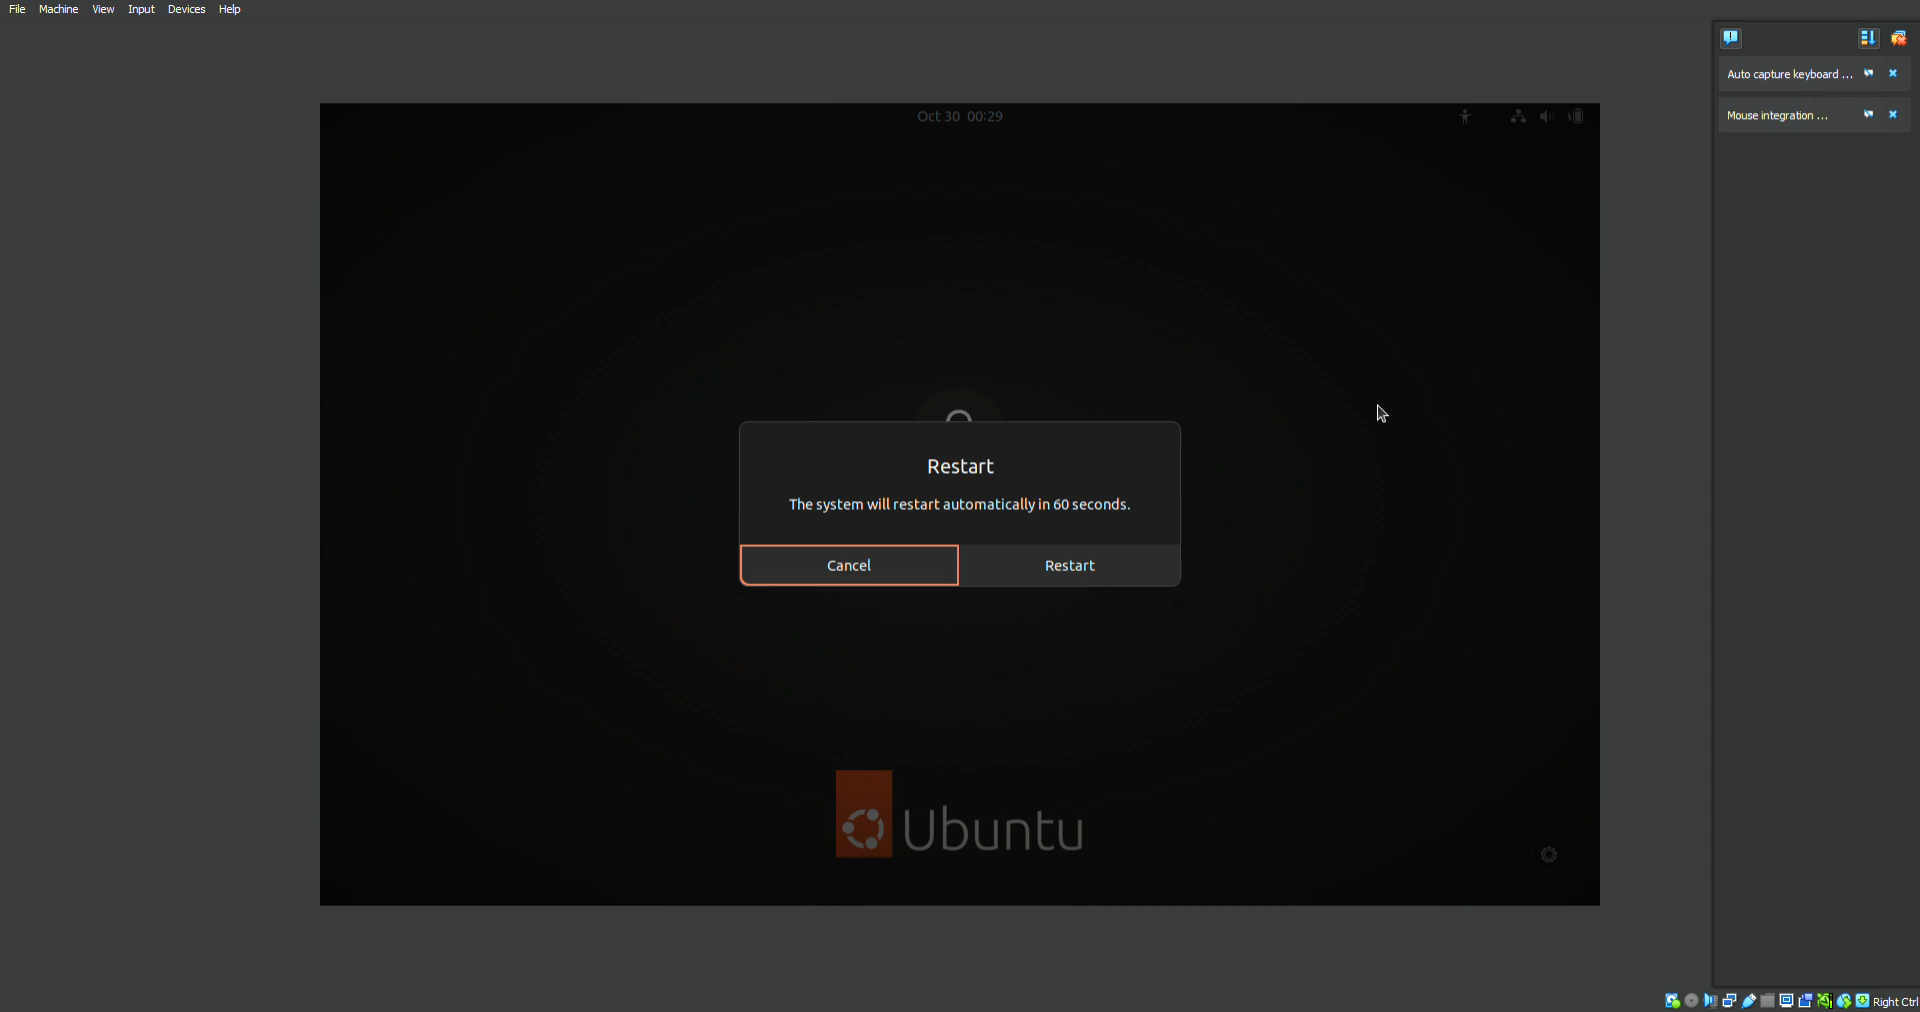 File Machine View Input Devices Help
Auto capture keyboard ...
Mouse integration ...
Oct 30 00:29
Restart
The system will restart automatically in 60 seconds.
Cancel Restart
Ubuntu
Right Ctrl